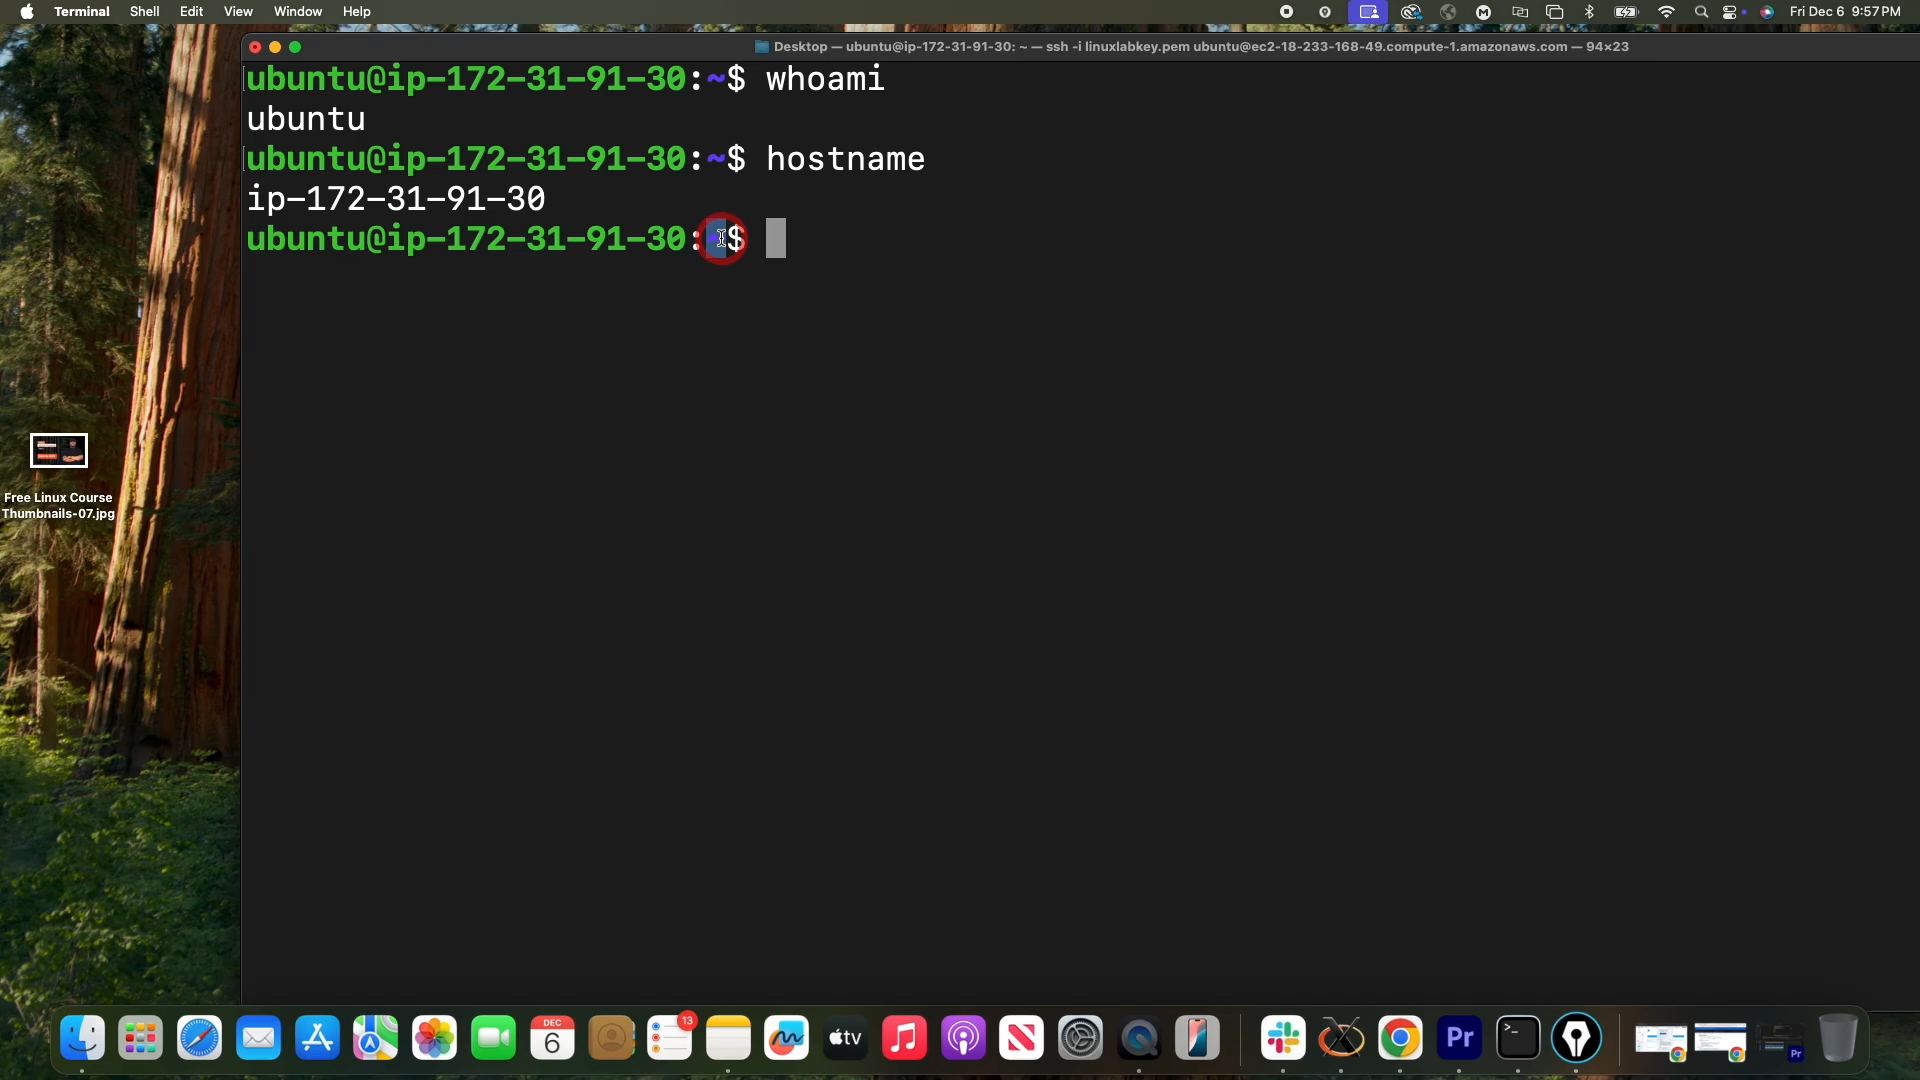 Terminal Shell Edit View Window Help Fri Dec 6 9:57 PM
Desktop — ubuntu@ip-172-31-91-30: ~ — ssh -i linuxlabkey.pem ubuntu@ec2-18-233-168-49.compute-1.amazonaws.com — 94×23
ubuntu@ip-172-31-91-30:~$ whoami
ubuntu
ubuntu@ip-172-31-91-30:~$ hostname
ip-172-31-91-30
ubuntu@ip-172-31-91-30:~$
Free Linux Course
Thumbnails-07.jpg
DEC
6
13
tv
Pr
>_
Pr